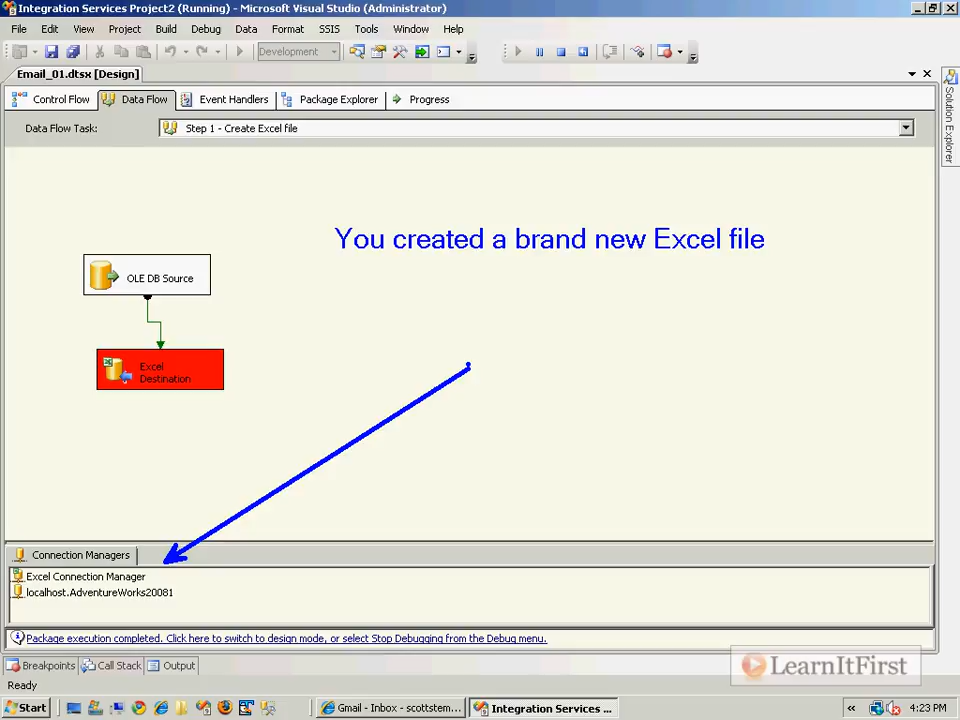 Integration Services Project2 (Running) - Microsoft Visual Studio (Administrator)
File Edit View Project Build Debug Data Format SSIS Tools Window Help
Development
Email_01.dtsx [Design]
Control Flow Data Flow Event Handlers Package Explorer Progress
Solution Explorer
Data Flow Task: Step 1 - Create Excel file
You created a brand new Excel file
OLE DB Source
Excel
Destination
Connection Managers
Excel Connection Manager
localhost.AdventureWorks20081
Package execution completed. Click here to switch to design mode, or select Stop Debugging from the Debug menu.
Breakpoints Call Stack Output
LearnItFirst
Ready
Start Gmail - Inbox - scottstem... Integration Services ... « 4:23 PM